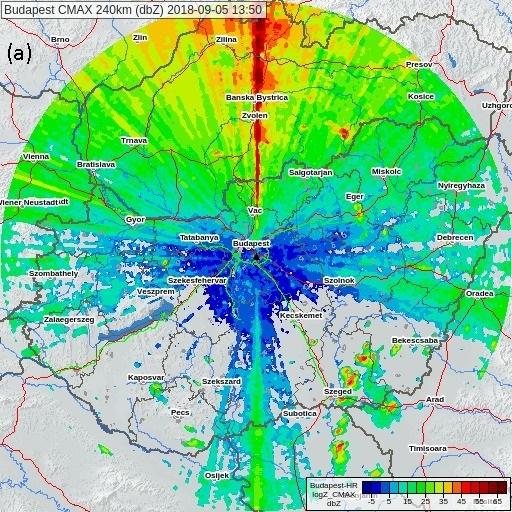 Budapest CMAX 240km (dbZ) 2018-09-05 13:50
(a)
Brno
Zlin
Zilina
Presov
Banska Bystrica
Kosice
Uzhgoro
Zvolen
Trnava
Vienna
Bratislava
Salgotarjan
Miskolc
Nyiregyhaza
Eger
Wiener Neustadt
dt
Vac
Gyor
Tatabanya
Budapest
Debrecen
Szombathely
Szekesfehervar
Szolnok
Veszprem
Oradea
Zalaegerszeg
Kecskemet
Bekescsaba
Kaposvar
Szekszard
Szeged
Arad
Pecs
Subotica
Timisoara
Osijek
Budapest-HR
logZ_CMAX
dbZ
-5 5 15 25 35 45 55 65